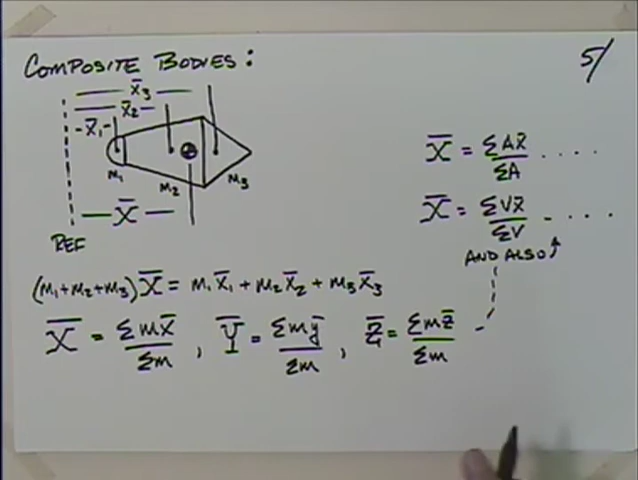 COMPOSITE BODIES: 5/
X̄₃
X̄₂
X̄₁
m₁ m₂ m₃
X̄
REF
X̄ = ΣAx̄/ΣA ....
X̄ = ΣVx̄/ΣV ....
AND ALSO
(m₁+m₂+m₃)X̄ = m₁x̄₁ + m₂x̄₂ + m₃x̄₃
X̄ = Σmx̄/Σm , Ȳ = Σmȳ/Σm , Z̄ = Σmz̄/Σm